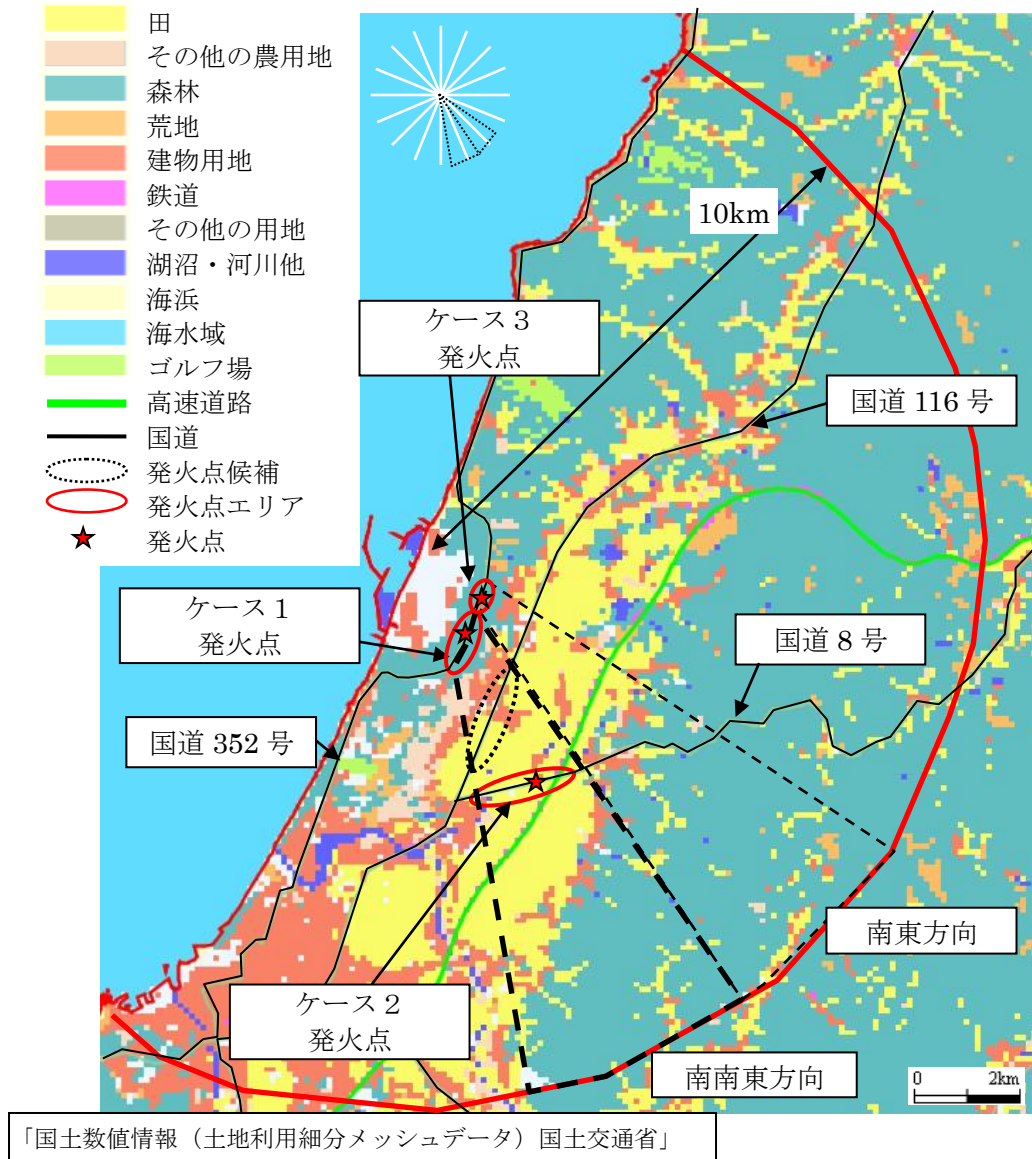 田
その他の農用地
森林
荒地
建物用地
鉄道
その他の用地
湖沼・河川他
海浜
海水域
ゴルフ場
高速道路
国道
発火点候補
発火点エリア
発火点
10km
ケース３
発火点
国道 116 号
ケース１
発火点
国道 8 号
国道 352 号
南東方向
ケース２
発火点
南南東方向
0 2km
「国土数値情報（土地利用細分メッシュデータ）国土交通省」